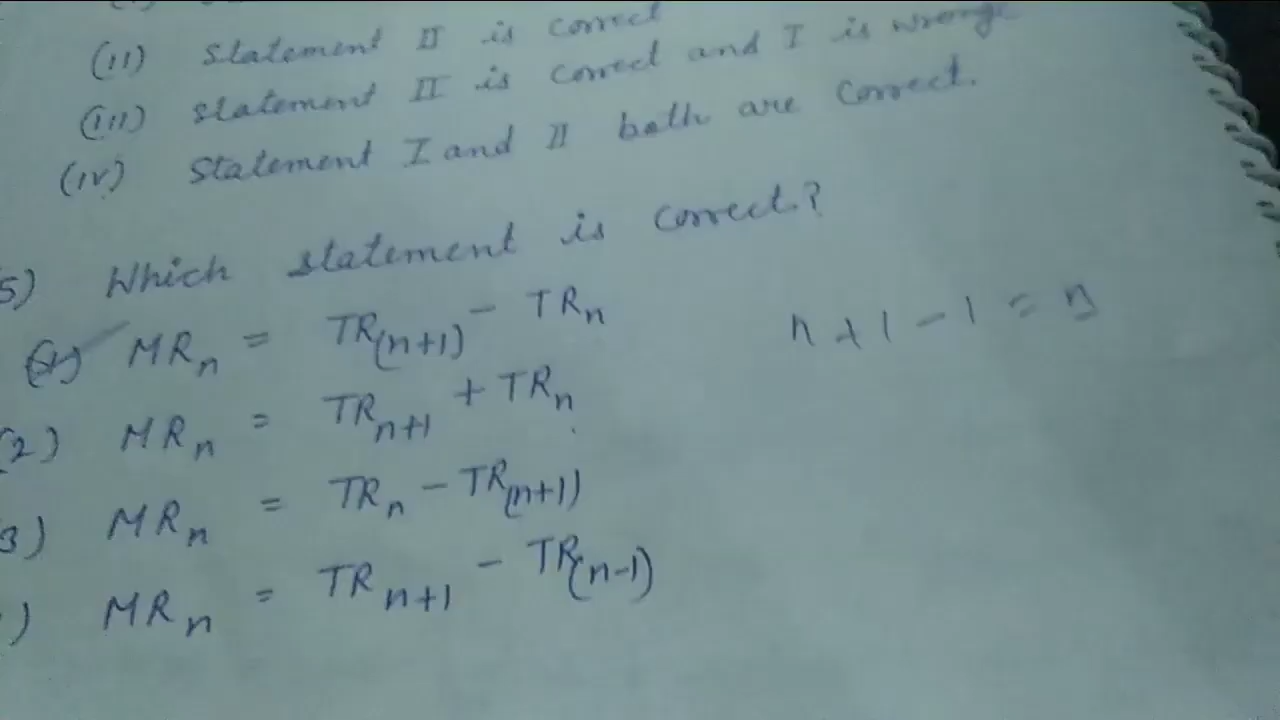 (ii) Statement II is correct
(iii) Statement II is correct and I is wrong
(iv) Statement I and II both are correct.
5) Which statement is correct?
(1) MRn = TR(n+1) - TRn
n+1-1 = n
(2) MRn = TRn+1 + TRn
3) MRn = TRn - TR(n+1)
) MRn = TRn+1 - TR(n-1)